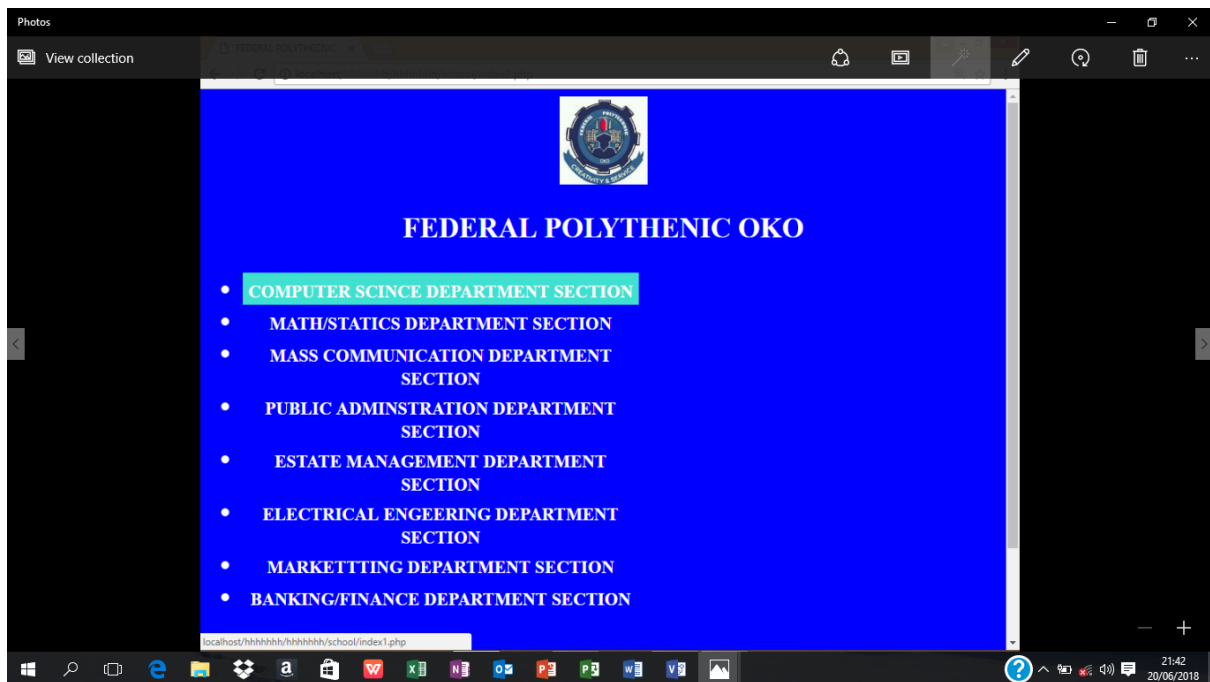 Photos
View collection
FEDERAL POLYTHECNIC
FEDERAL POLYTHENIC OKO
COMPUTER SCINCE DEPARTMENT SECTION
MATH/STATICS DEPARTMENT SECTION
MASS COMMUNICATION DEPARTMENT
SECTION
PUBLIC ADMINSTRATION DEPARTMENT
SECTION
ESTATE MANAGEMENT DEPARTMENT
SECTION
ELECTRICAL ENGEERING DEPARTMENT
SECTION
MARKETTTING DEPARTMENT SECTION
BANKING/FINANCE DEPARTMENT SECTION
localhost/hhhhhhh/hhhhhhh/school/index1.php
21:42
20/06/2018